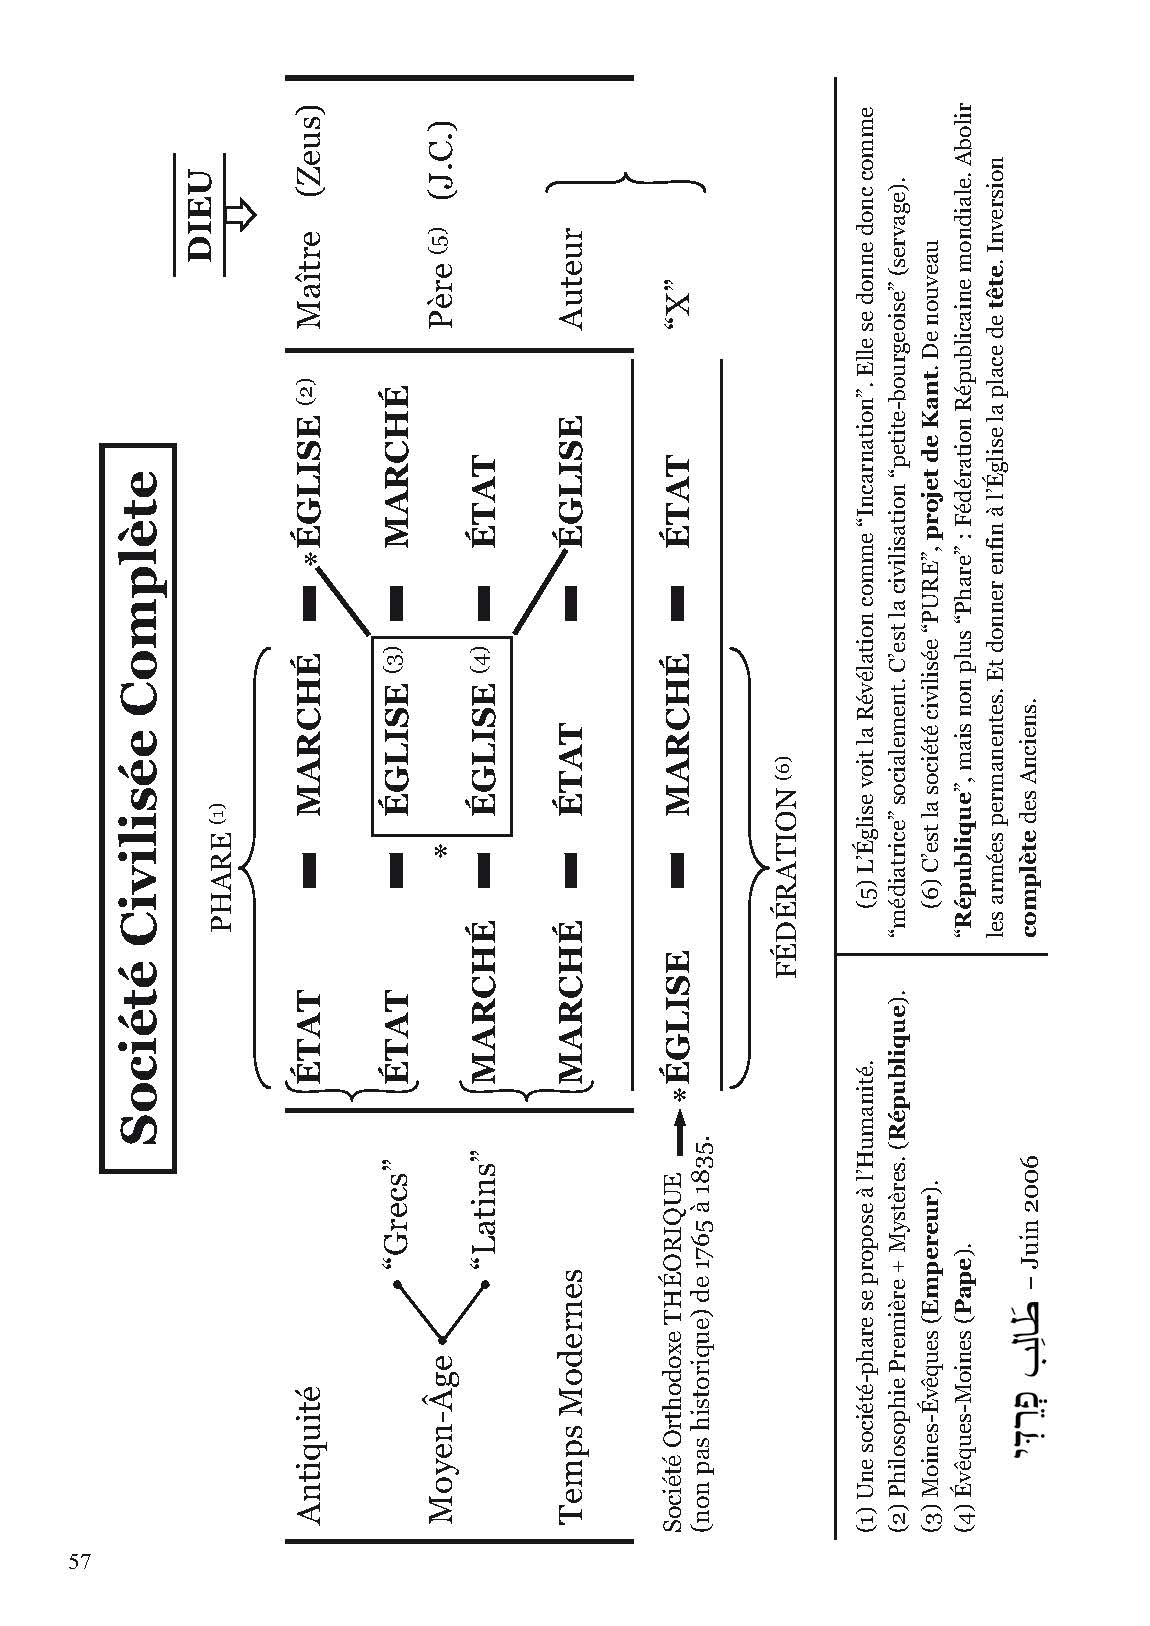 57
Société Civilisée Complète
DIEU
PHARE (1)
Antiquité
ÉTAT – MARCHÉ – *ÉGLISE (2)
Maître (Zeus)
“Grecs”
ÉTAT – ÉGLISE (3) – MARCHÉ
Moyen-Âge
*
Père (5) (J.C.)
“Latins”
MARCHÉ – ÉGLISE (4) – ÉTAT
Temps Modernes
MARCHÉ – ÉTAT – ÉGLISE
Auteur
Société Orthodoxe THÉORIQUE
(non pas historique) de 1765 à 1835.
*ÉGLISE – MARCHÉ – ÉTAT
“X”
FÉDÉRATION (6)
(1) Une société-phare se propose à l’Humanité.
(2) Philosophie Première + Mystères. (République).
(3) Moines-Évêques (Empereur).
(4) Évêques-Moines (Pape).
– Juin 2006
(5) L’Église voit la Révélation comme “Incarnation”. Elle se donne donc comme
“médiatrice” socialement. C’est la civilisation “petite-bourgeoise” (servage).
(6) C’est la société civilisée “PURE”, projet de Kant. De nouveau
“République”, mais non plus “Phare” : Fédération Républicaine mondiale. Abolir
les armées permanentes. Et donner enfin à l’Église la place de tête. Inversion
complète des Anciens.